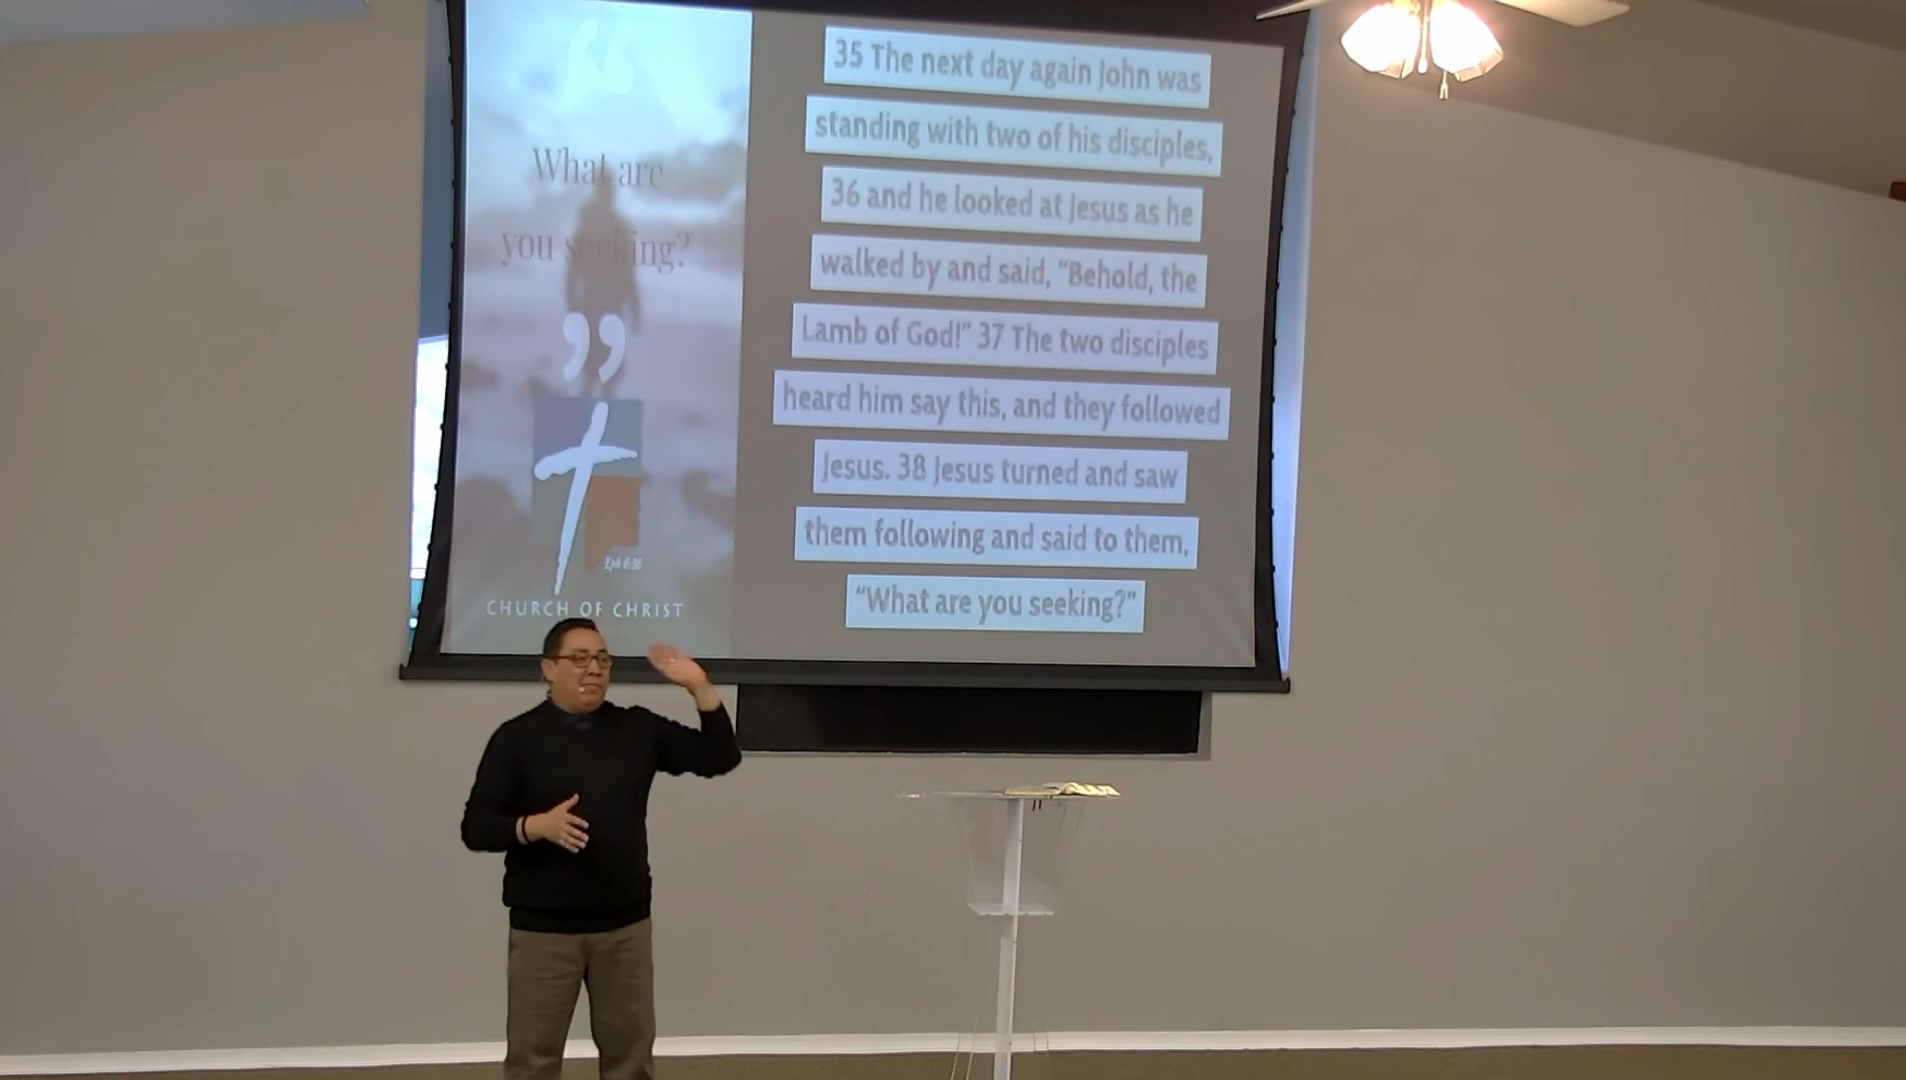 “
What are
you seeking?
”
Eph 6:16
CHURCH OF CHRIST
35 The next day again John was
standing with two of his disciples,
36 and he looked at Jesus as he
walked by and said, “Behold, the
Lamb of God!” 37 The two disciples
heard him say this, and they followed
Jesus. 38 Jesus turned and saw
them following and said to them,
“What are you seeking?”